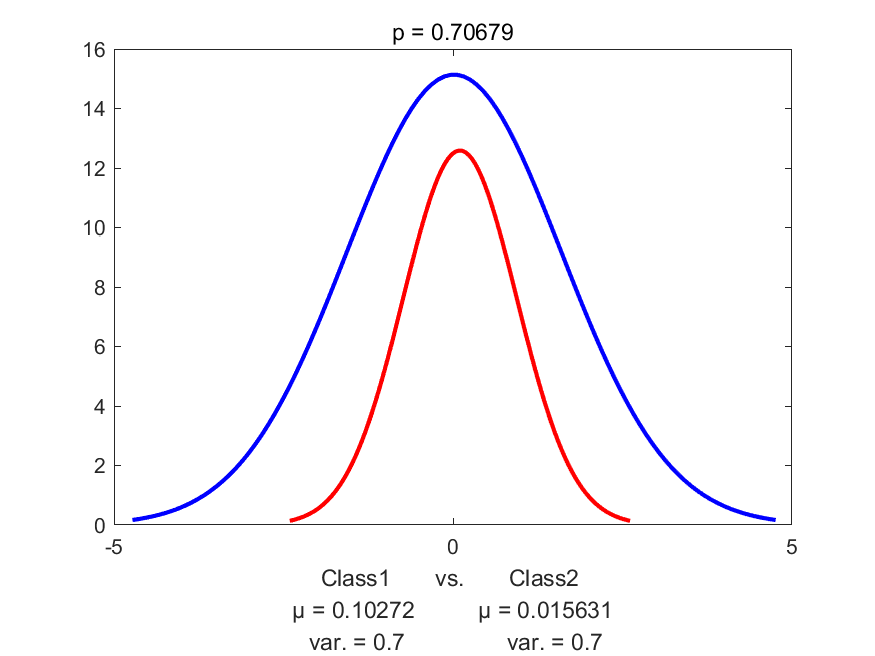 p = 0.70679
16
14
12
10
8
6
4
2
0
-5 0 5
Class1 vs. Class2
μ = 0.10272 μ = 0.015631
var. = 0.7 var. = 0.7